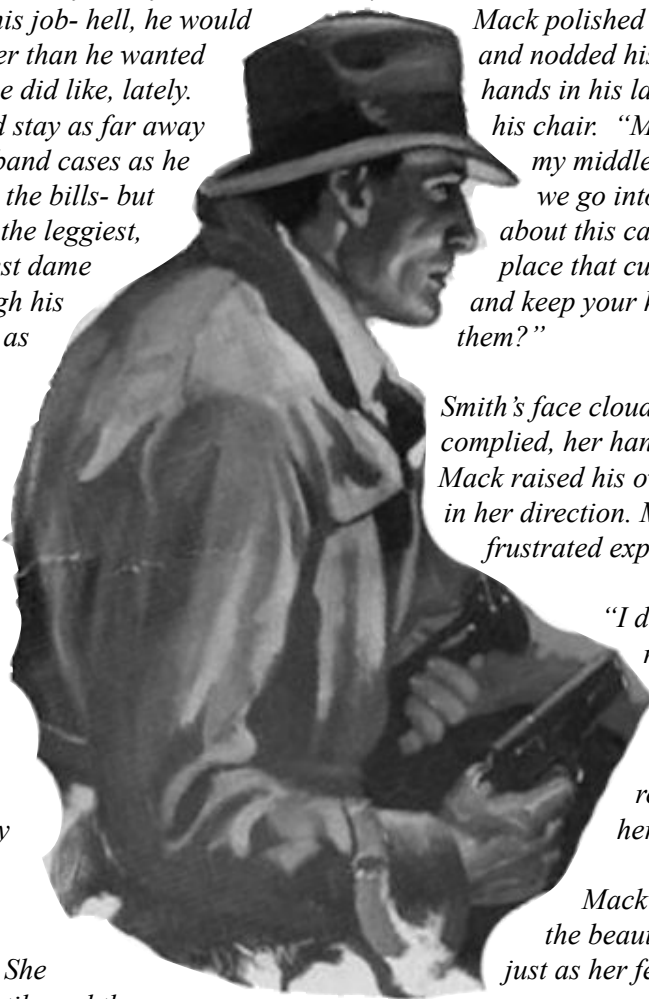 his job- hell, he would
er than he wanted
e did like, lately.
d stay as far away
band cases as he
the bills- but
the leggiest,
est dame
gh his
as
y
She
Mack polished
and nodded his
hands in his la
his chair. “M
my middle
we go into
about this ca
place that cu
and keep your h
them?”
Smith’s face cloud
complied, her han
Mack raised his o
in her direction. M
frustrated exp
“I d
r
her
Mack
the beaut
just as her fe